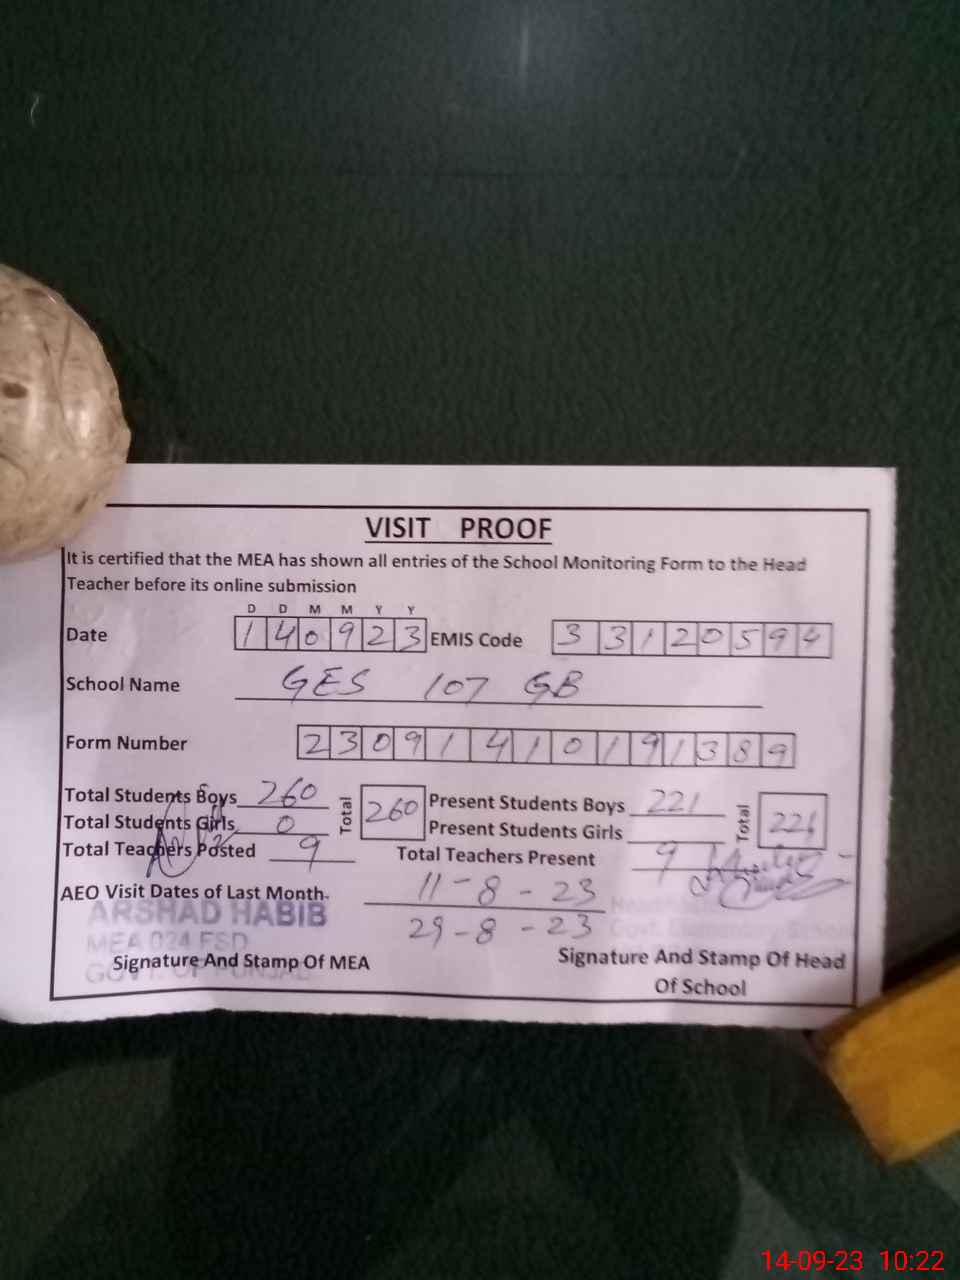 VISIT PROOF
It is certified that the MEA has shown all entries of the School Monitoring Form to the Head
Teacher before its online submission
D D M M Y Y
Date 1 4 0 9 2 3 EMIS Code 3 3 1 2 0 5 9 4
School Name GES 107 GB
Form Number 2 3 0 9 1 4 1 0 1 9 1 3 8 9
Total Students Boys 260 Total 260 Present Students Boys 221 Total 221
Total Students Girls 0 Present Students Girls
Total Teachers Posted 9 Total Teachers Present 9
AEO Visit Dates of Last Month. 11-8-23
29-8-23
ARSHAD HABIB
MEA 024 FSD
GOVT. OF PUNJAB
Signature And Stamp Of MEA
Govt. Elementary School
Signature And Stamp Of Head
Of School
14-09-23 10:22